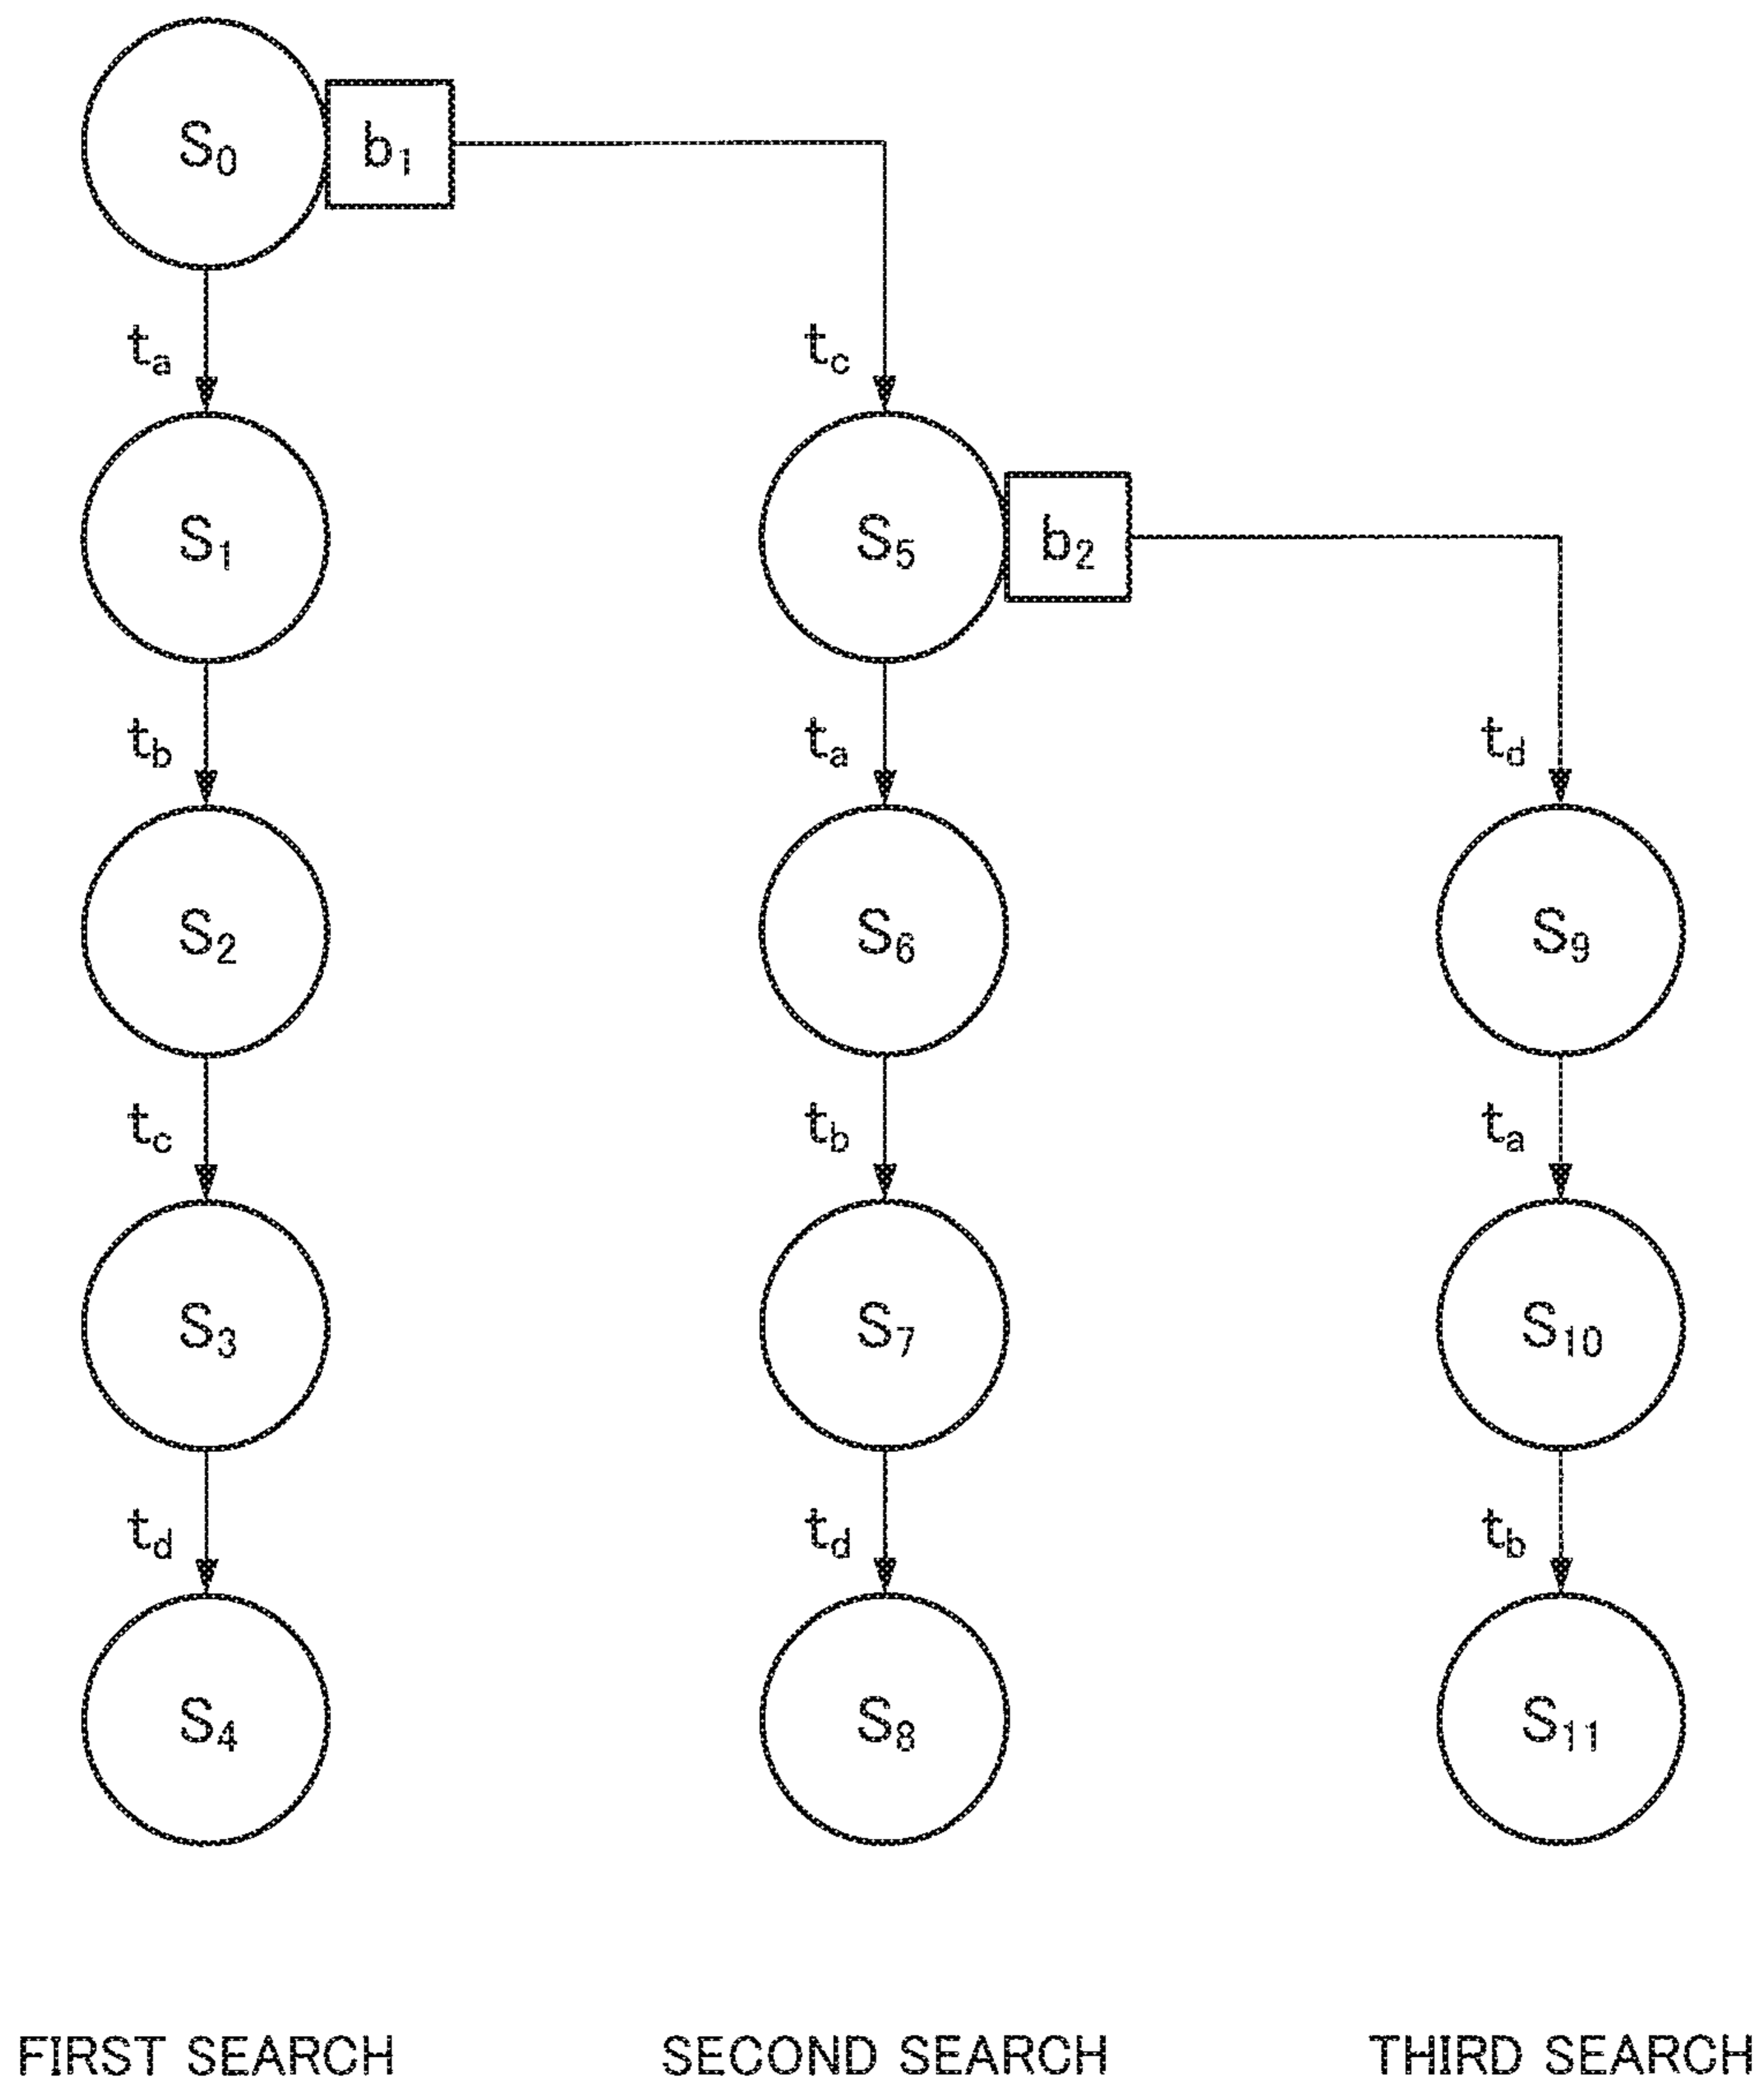 S0 b1
ta tc
S1 S5 b2
tb ta td
S2 S6 S9
tc tb ta
S3 S7 S10
td td tb
S4 S8 S11
FIRST SEARCH SECOND SEARCH THIRD SEARCH